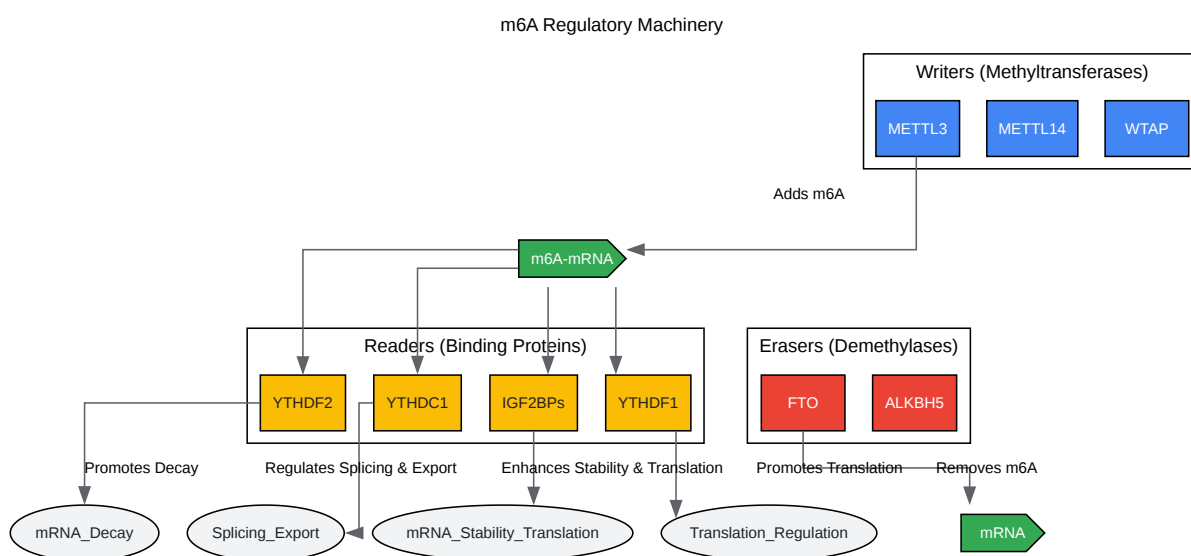 m6A Regulatory Machinery
Writers (Methyltransferases)
METTL3
METTL14
WTAP
Adds m6A
m6A-mRNA
Readers (Binding Proteins)
Erasers (Demethylases)
YTHDF2
YTHDC1
IGF2BPs
YTHDF1
FTO
ALKBH5
Promotes Decay
Regulates Splicing & Export
Enhances Stability & Translation
Promotes Translation
Removes m6A
mRNA_Decay
Splicing_Export
mRNA_Stability_Translation
Translation_Regulation
mRNA